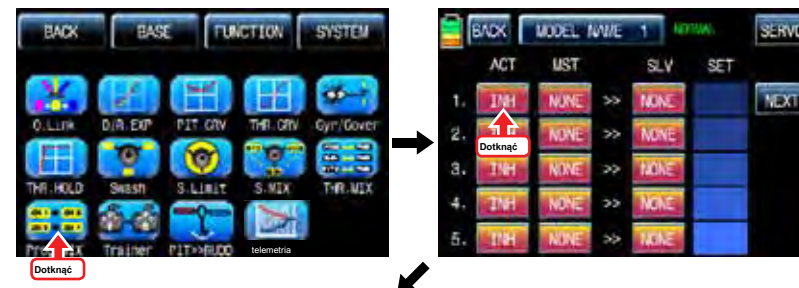 BACK BASE FUNCTION SYSTEM
Q.Link D/R.EXP PIT CRV THR.CRV Gyr/Gover
THR.HOLD Swash S.Limit S.MIX THR.MIX
Trainer PIT>>RUDD telemetria
Dotknąć
BACK MODEL NAME 1 NORMAL SERVO
ACT MST SLV SET
1. INH NONE >> NONE NEXT
2. NONE >> NONE
Dotknąć
3. INH NONE >> NONE
4. INH NONE >> NONE
5. INH NONE >> NONE